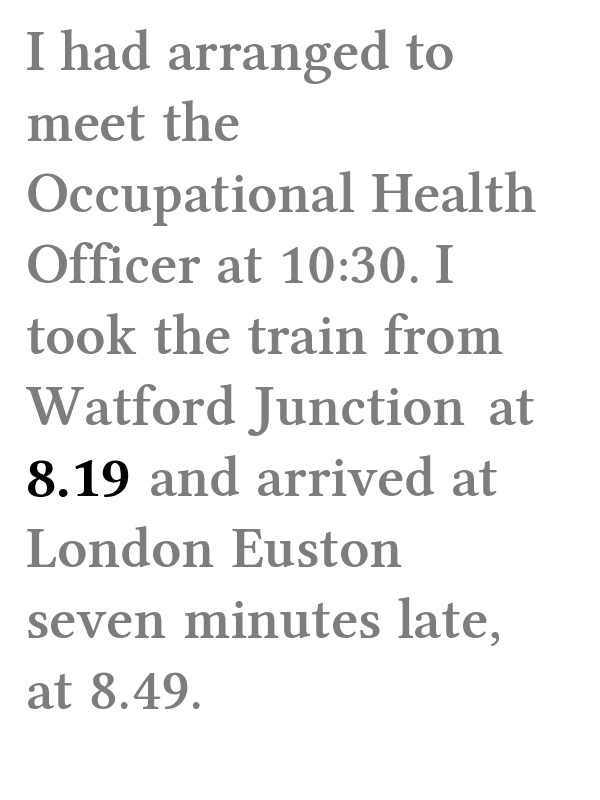 I had arranged to
meet the
Occupational Health
Officer at 10:30. I
took the train from
Watford Junction at
8.19 and arrived at
London Euston
seven minutes late,
at 8.49.